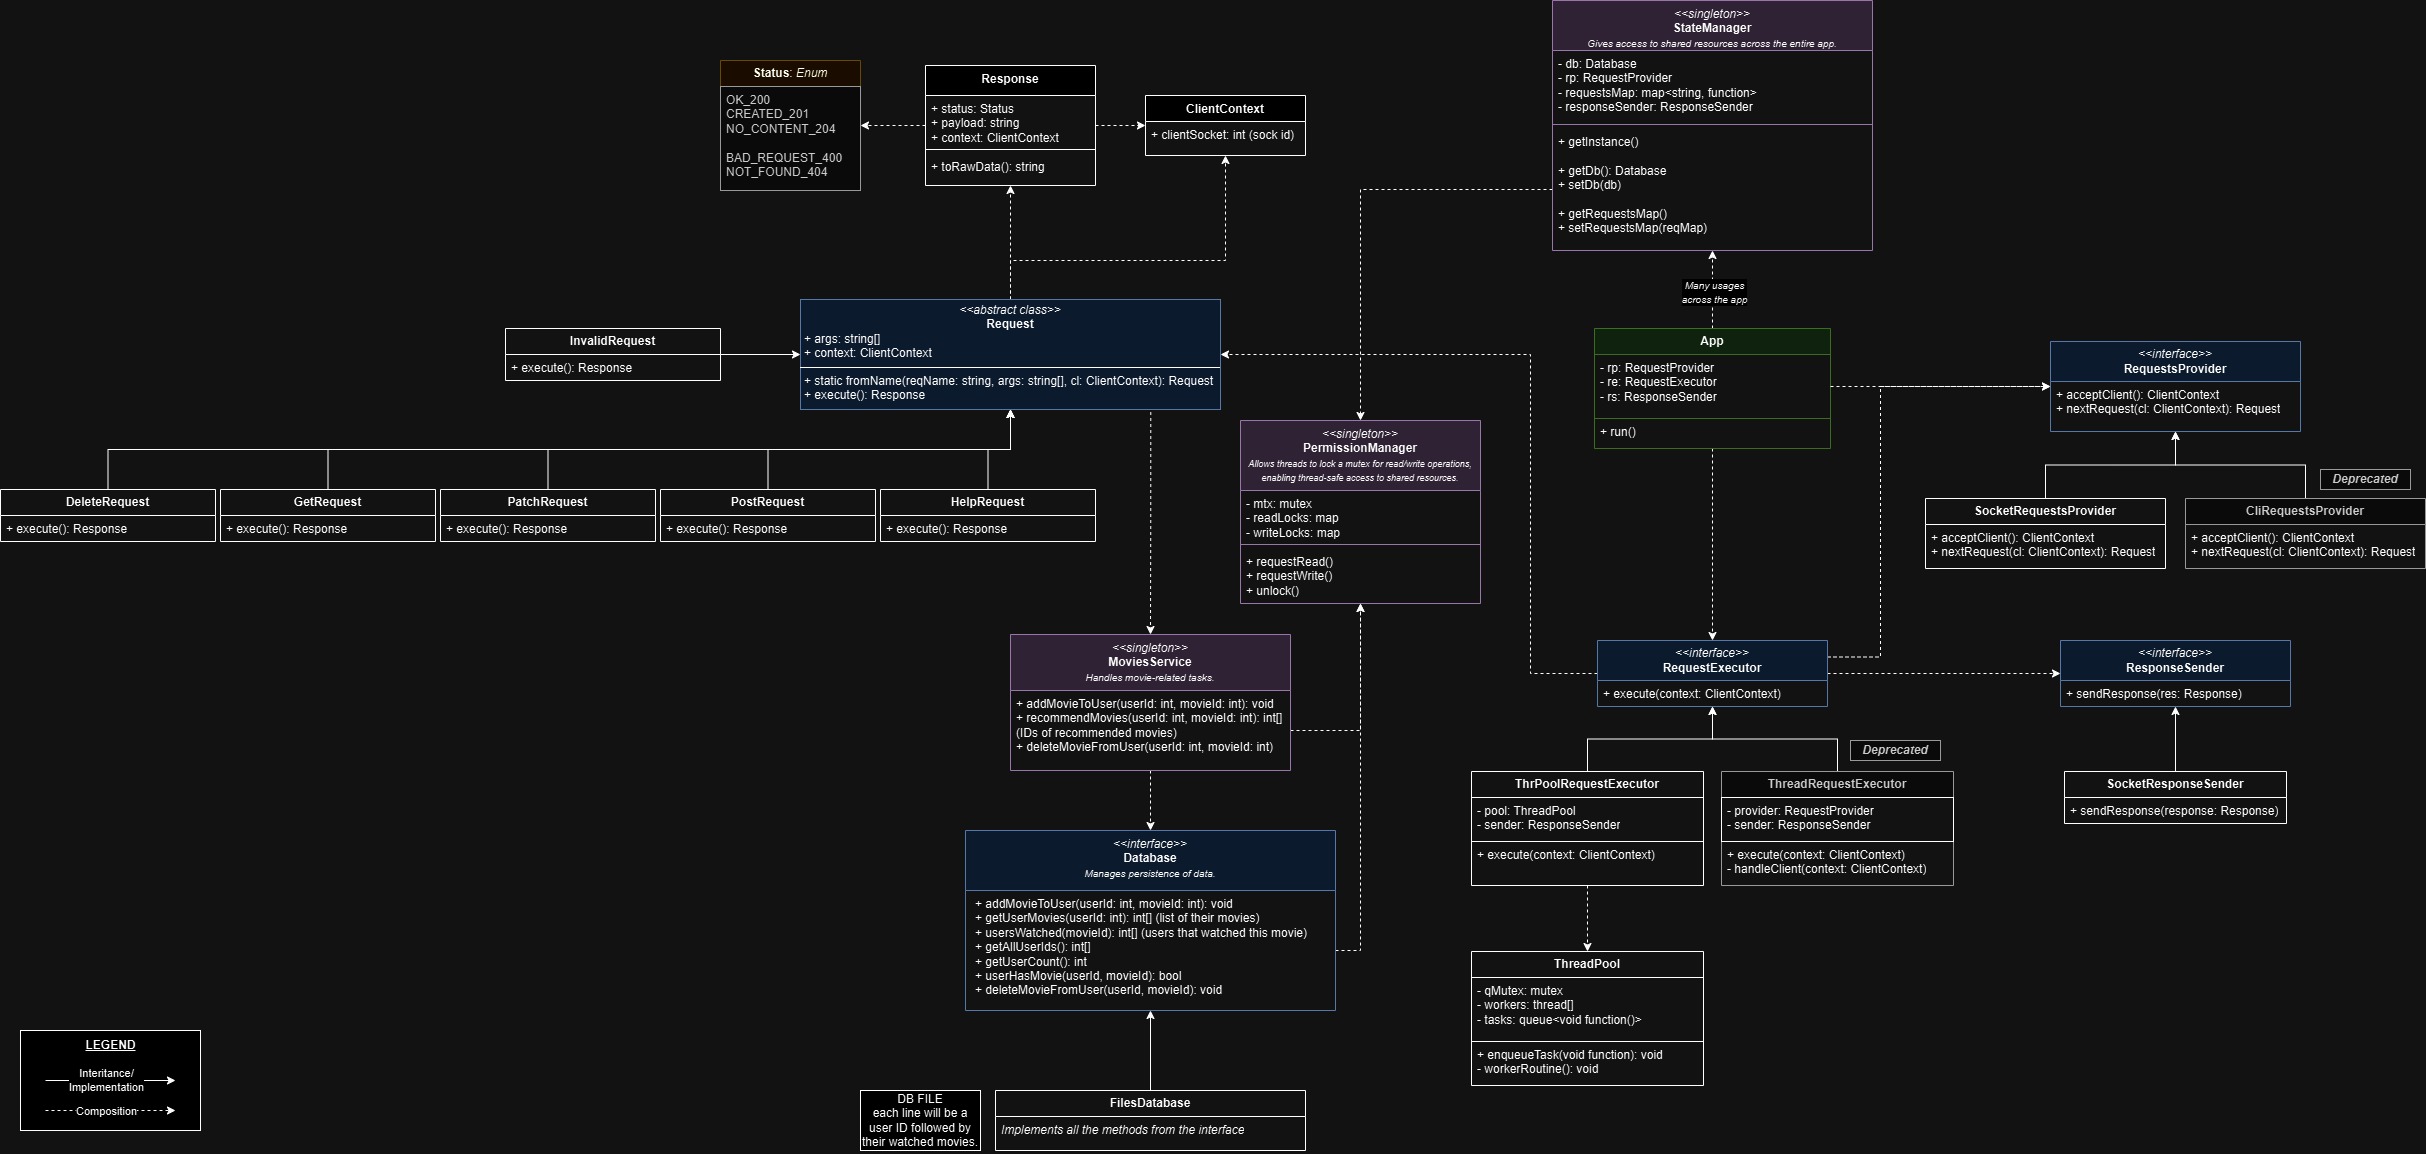 <<singleton>>
StateManager
Gives access to shared resources across the entire app.
- db: Database
- rp: RequestProvider
- requestsMap: map<string, function>
- responseSender: ResponseSender
+ getInstance()
+ getDb(): Database
+ setDb(db)
+ getRequestsMap()
+ setRequestsMap(reqMap)
Status: Enum
OK_200
CREATED_201
NO_CONTENT_204
BAD_REQUEST_400
NOT_FOUND_404
Response
+ status: Status
+ payload: string
+ context: ClientContext
+ toRawData(): string
ClientContext
+ clientSocket: int (sock id)
Many usages
across the app
<<abstract class>>
Request
+ args: string[]
+ context: ClientContext
+ static fromName(reqName: string, args: string[], cl: ClientContext): Request
+ execute(): Response
InvalidRequest
+ execute(): Response
App
- rp: RequestProvider
- re: RequestExecutor
- rs: ResponseSender
+ run()
<<interface>>
RequestsProvider
+ acceptClient(): ClientContext
+ nextRequest(cl: ClientContext): Request
DeleteRequest
+ execute(): Response
GetRequest
+ execute(): Response
PatchRequest
+ execute(): Response
PostRequest
+ execute(): Response
HelpRequest
+ execute(): Response
<<singleton>>
PermissionManager
Allows threads to lock a mutex for read/write operations,
enabling thread-safe access to shared resources.
- mtx: mutex
- readLocks: map
- writeLocks: map
+ requestRead()
+ requestWrite()
+ unlock()
Deprecated
SocketRequestsProvider
+ acceptClient(): ClientContext
+ nextRequest(cl: ClientContext): Request
CliRequestsProvider
+ acceptClient(): ClientContext
+ nextRequest(cl: ClientContext): Request
<<singleton>>
MoviesService
Handles movie-related tasks.
+ addMovieToUser(userId: int, movieId: int): void
+ recommendMovies(userId: int, movieId: int): int[]
(IDs of recommended movies)
+ deleteMovieFromUser(userId: int, movieId: int)
<<interface>>
RequestExecutor
+ execute(context: ClientContext)
<<interface>>
ResponseSender
+ sendResponse(res: Response)
Deprecated
ThrPoolRequestExecutor
- pool: ThreadPool
- sender: ResponseSender
+ execute(context: ClientContext)
ThreadRequestExecutor
- provider: RequestProvider
- sender: ResponseSender
+ execute(context: ClientContext)
- handleClient(context: ClientContext)
SocketResponseSender
+ sendResponse(response: Response)
<<interface>>
Database
Manages persistence of data.
+ addMovieToUser(userId: int, movieId: int): void
+ getUserMovies(userId: int): int[] (list of their movies)
+ usersWatched(movieId): int[] (users that watched this movie)
+ getAllUserIds(): int[]
+ getUserCount(): int
+ userHasMovie(userId, movieId): bool
+ deleteMovieFromUser(userId, movieId): void
ThreadPool
- qMutex: mutex
- workers: thread[]
- tasks: queue<void function()>
+ enqueueTask(void function): void
- workerRoutine(): void
LEGEND
Interitance/
Implementation
Composition
DB FILE
each line will be a
user ID followed by
their watched movies.
FilesDatabase
Implements all the methods from the interface